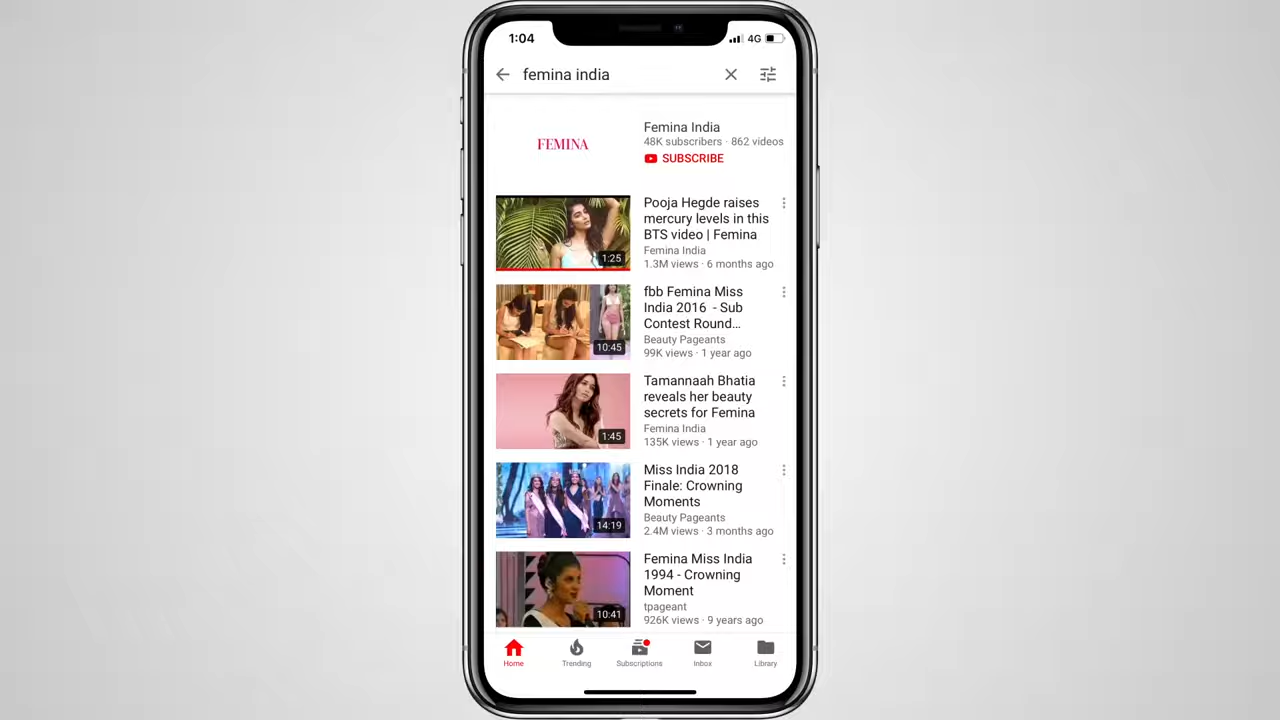 1:04
4G
femina india
FEMINA
Femina India
48K subscribers · 862 videos
SUBSCRIBE
Pooja Hegde raises
mercury levels in this
BTS video | Femina
Femina India
1.3M views · 6 months ago
1:25
fbb Femina Miss
India 2016 - Sub
Contest Round...
Beauty Pageants
99K views · 1 year ago
10:45
Tamannaah Bhatia
reveals her beauty
secrets for Femina
Femina India
135K views · 1 year ago
1:45
Miss India 2018
Finale: Crowning
Moments
Beauty Pageants
2.4M views · 3 months ago
14:19
Femina Miss India
1994 - Crowning
Moment
tpageant
926K views · 9 years ago
10:41
Home
Trending
Subscriptions
Inbox
Library